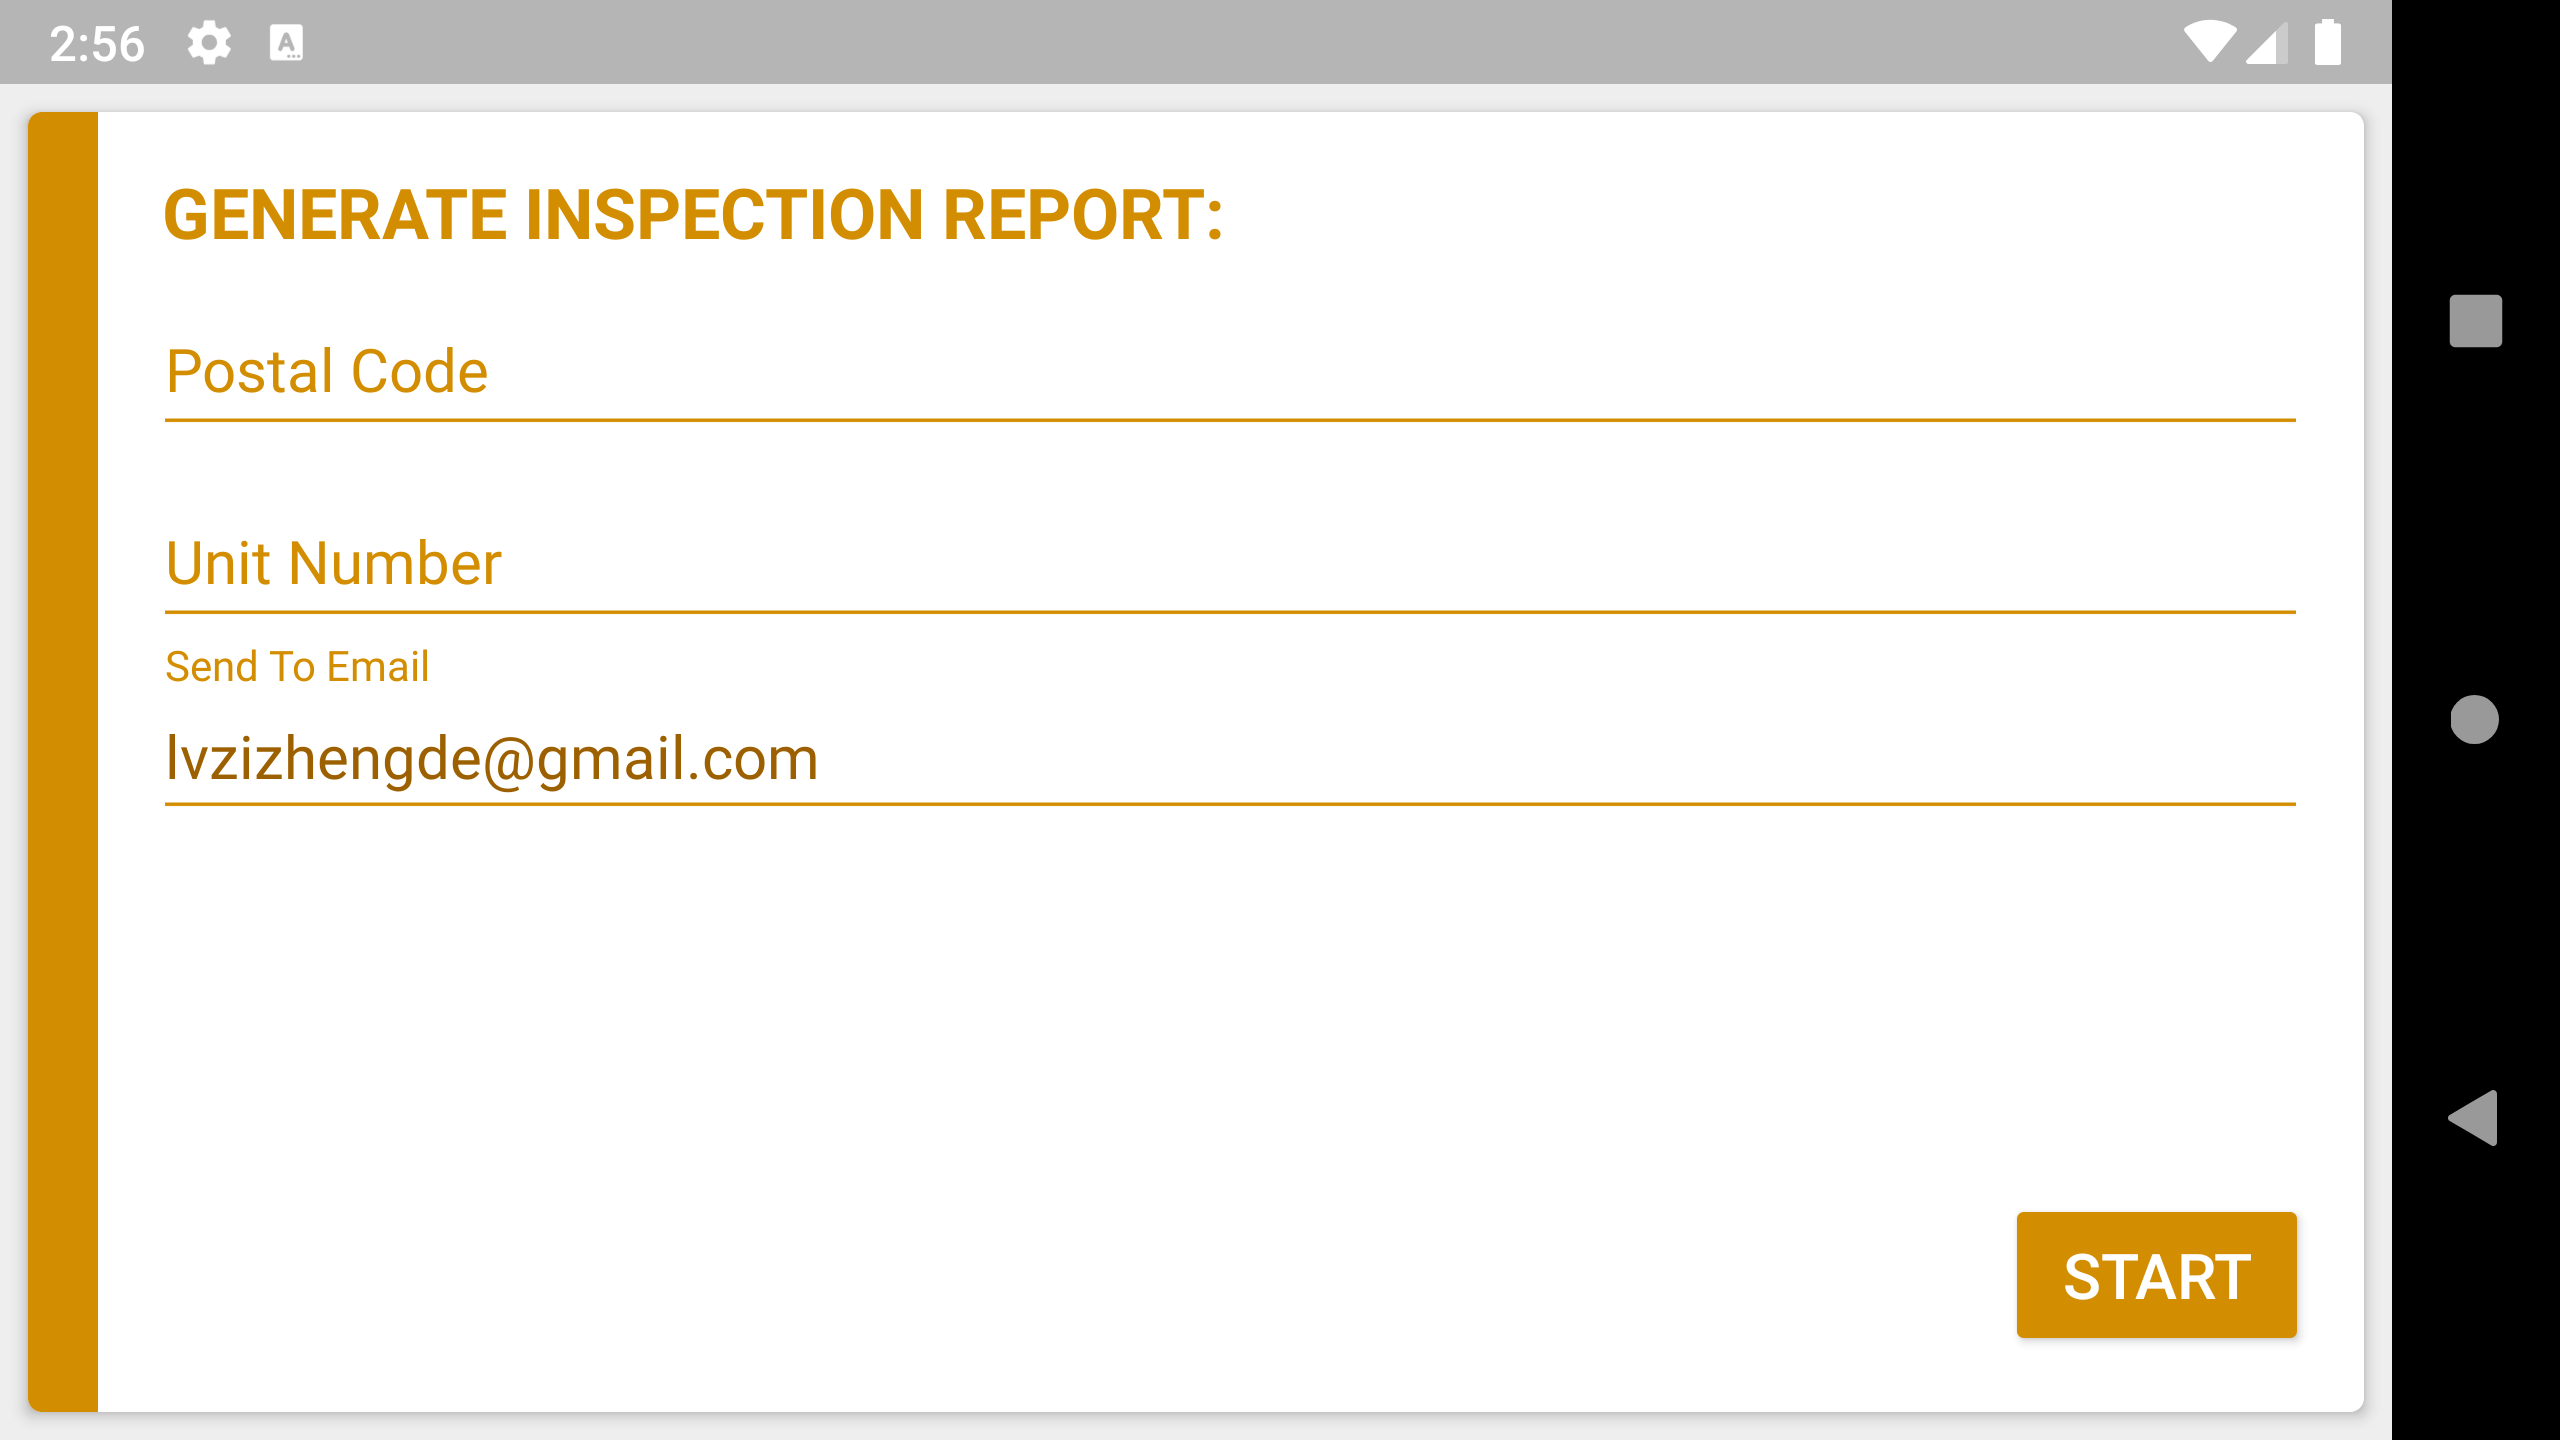 2:56
GENERATE INSPECTION REPORT:
Postal Code
Unit Number
Send To Email
lvzizhengde@gmail.com
START